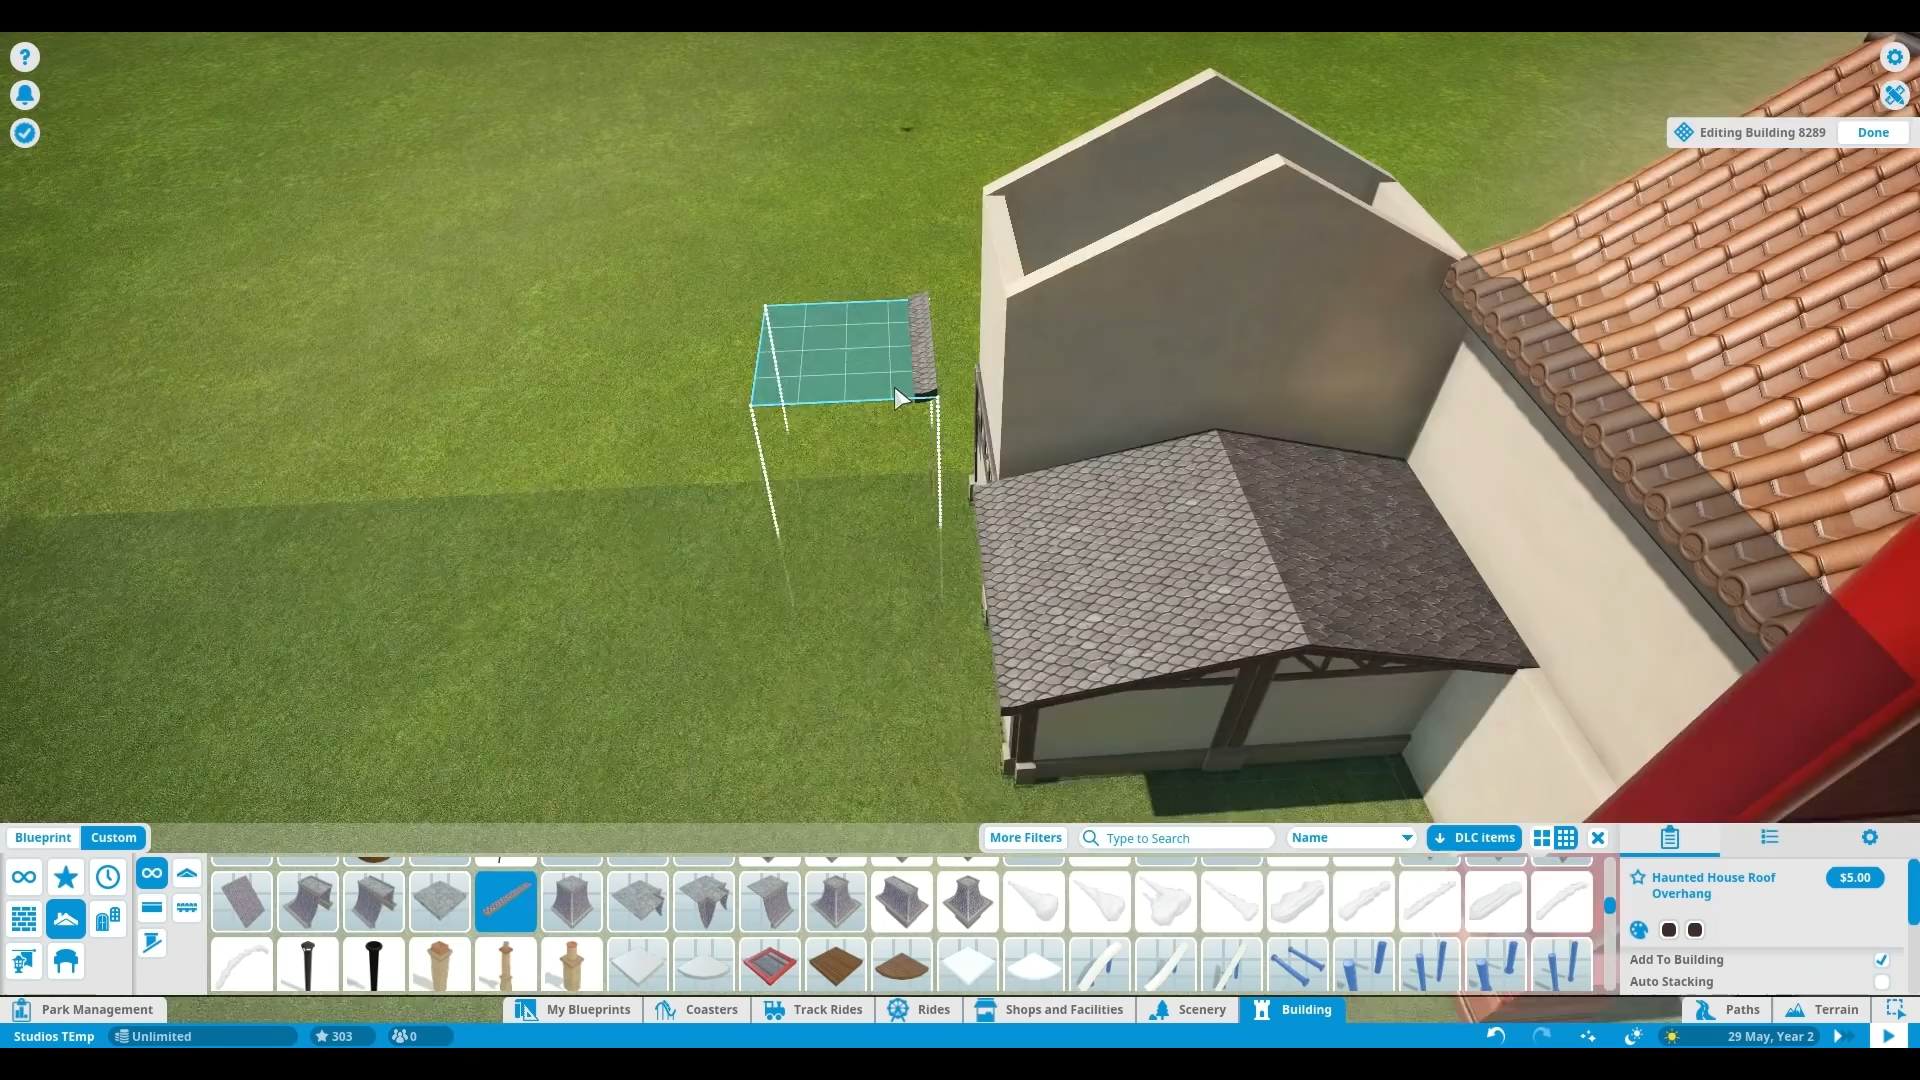 ?
Editing Building 8289
Done
Blueprint
Custom
More Filters
Type to Search
Name
DLC items
Haunted House Roof
Overhang
$5.00
Add To Building
Auto Stacking
Park Management
My Blueprints
Coasters
Track Rides
Rides
Shops and Facilities
Scenery
Building
Paths
Terrain
Studios TEmp
Unlimited
303
0
29 May, Year 2